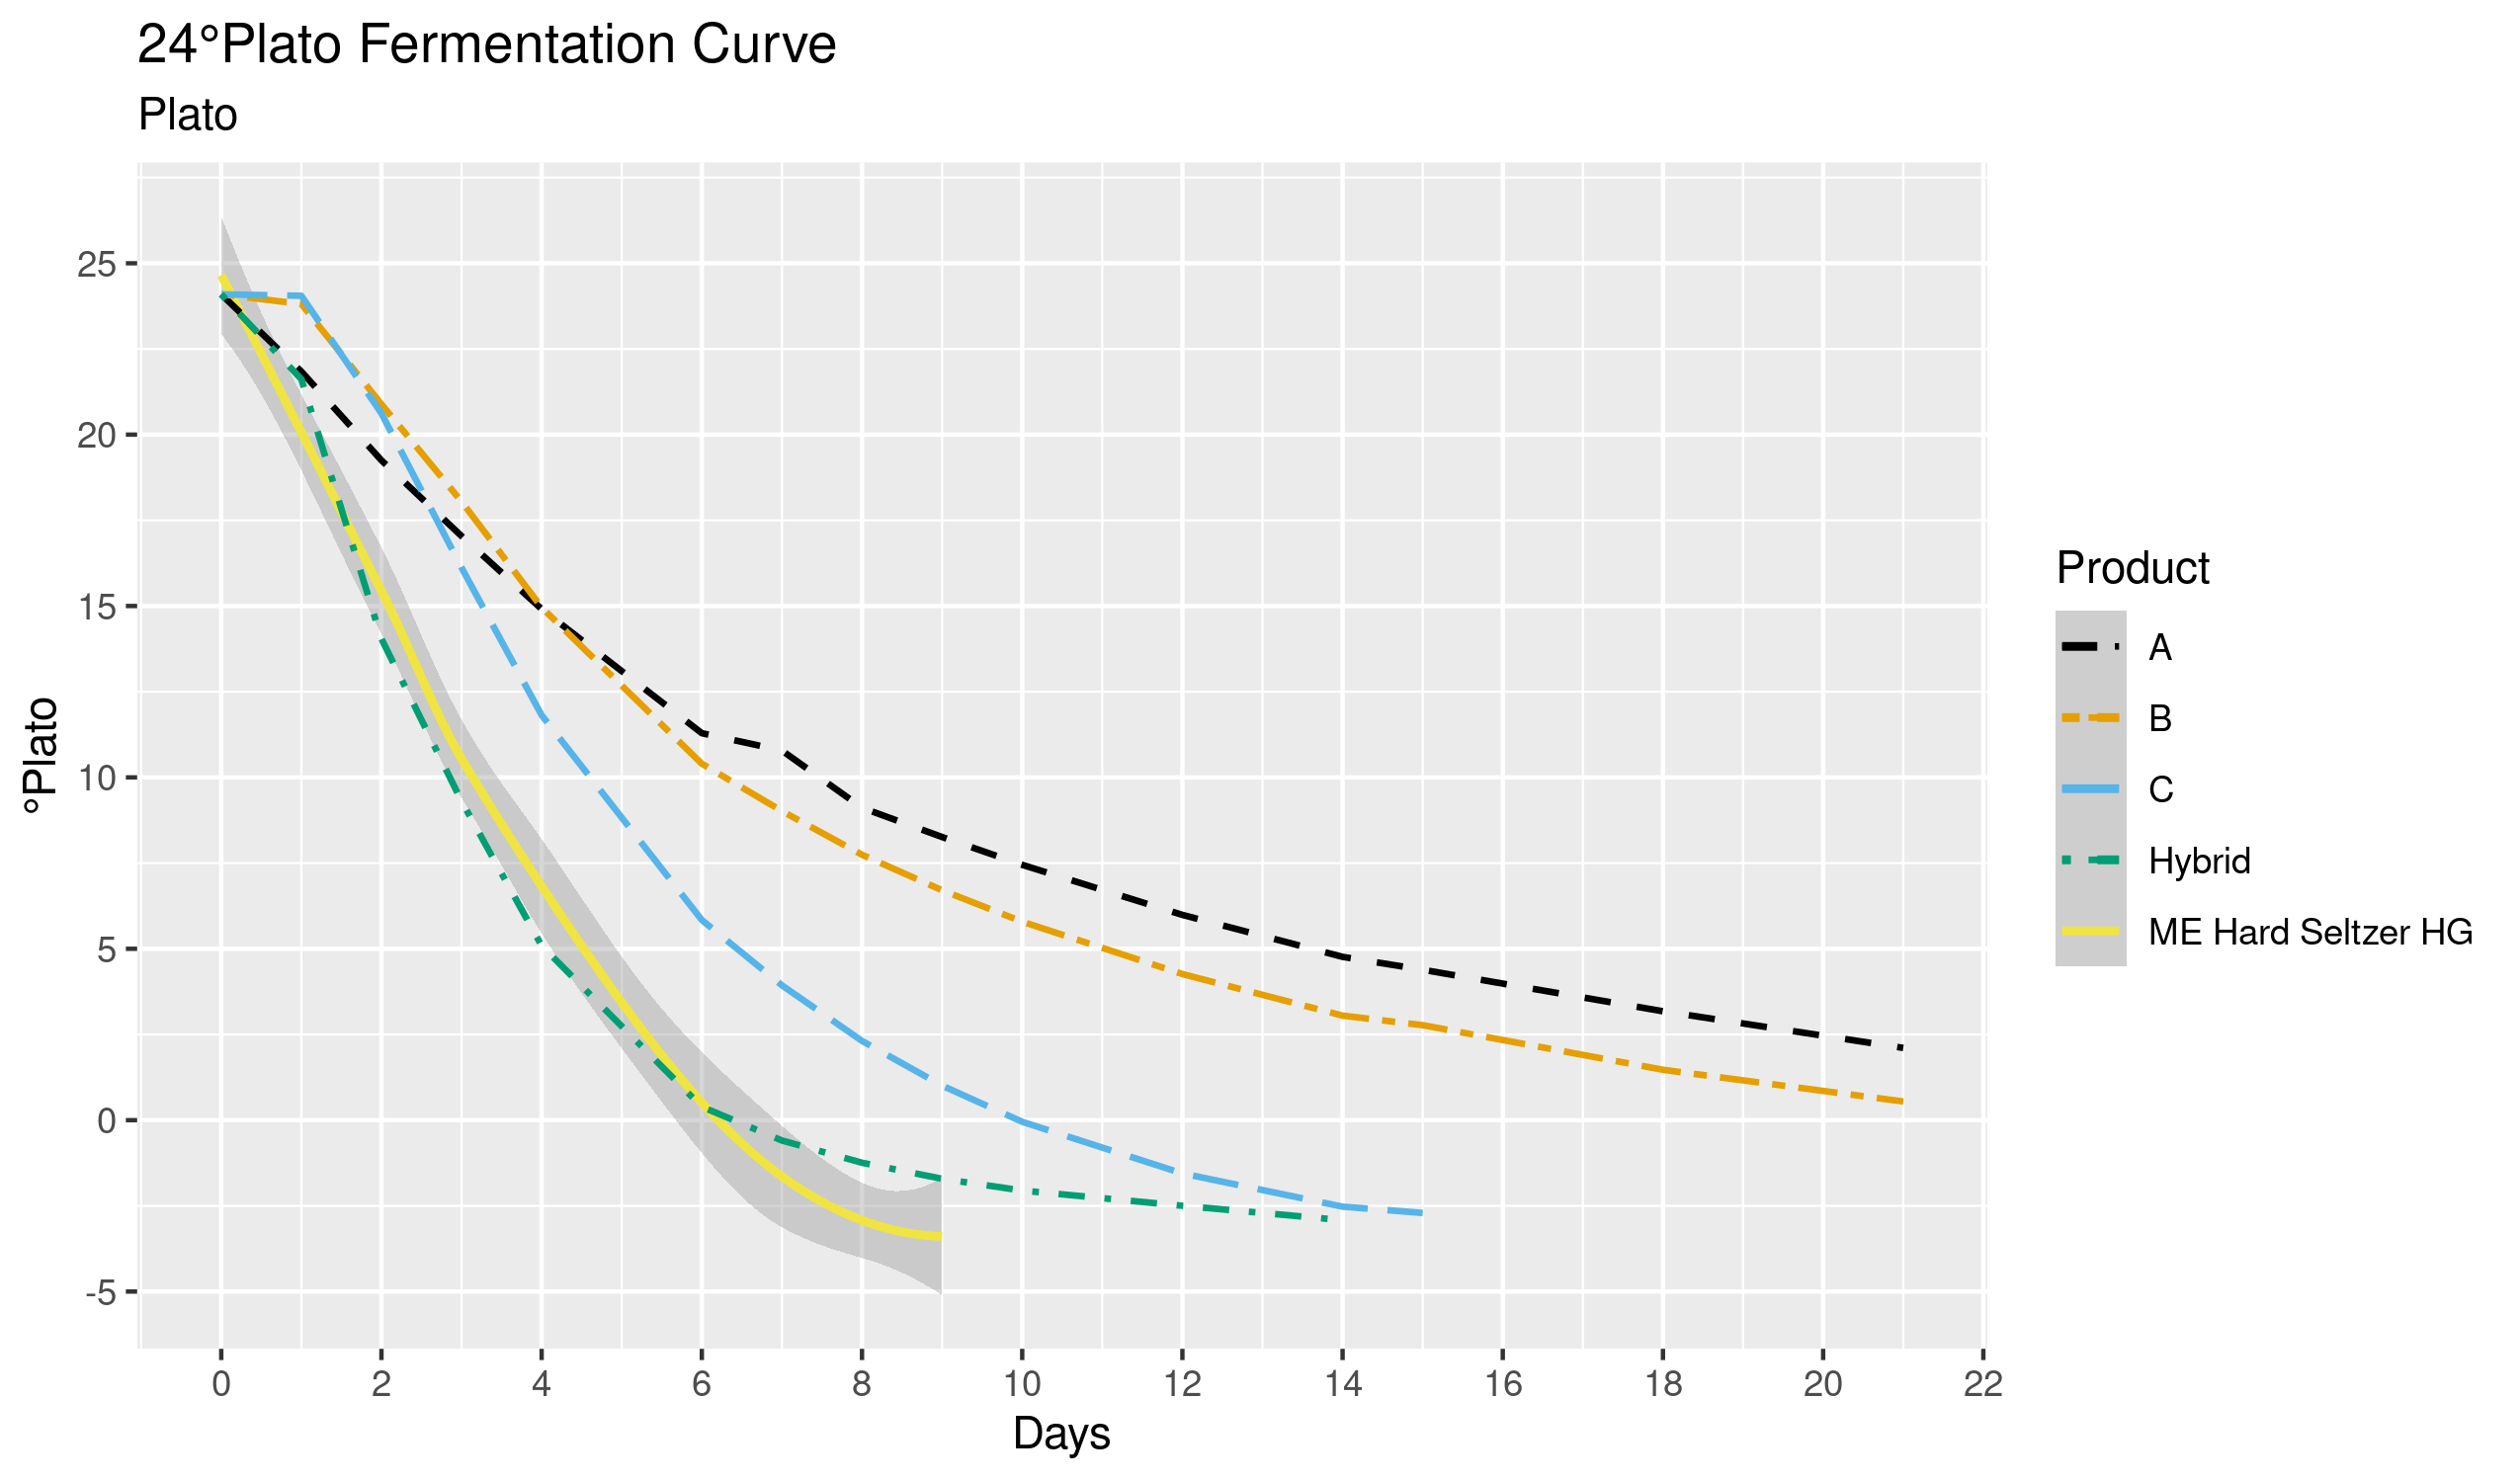 24°Plato Fermentation Curve
Plato
°Plato
25
20
15
10
5
0
-5
0 2 4 6 8 10 12 14 16 18 20 22
Days
Product
A
B
C
Hybrid
ME Hard Seltzer HG